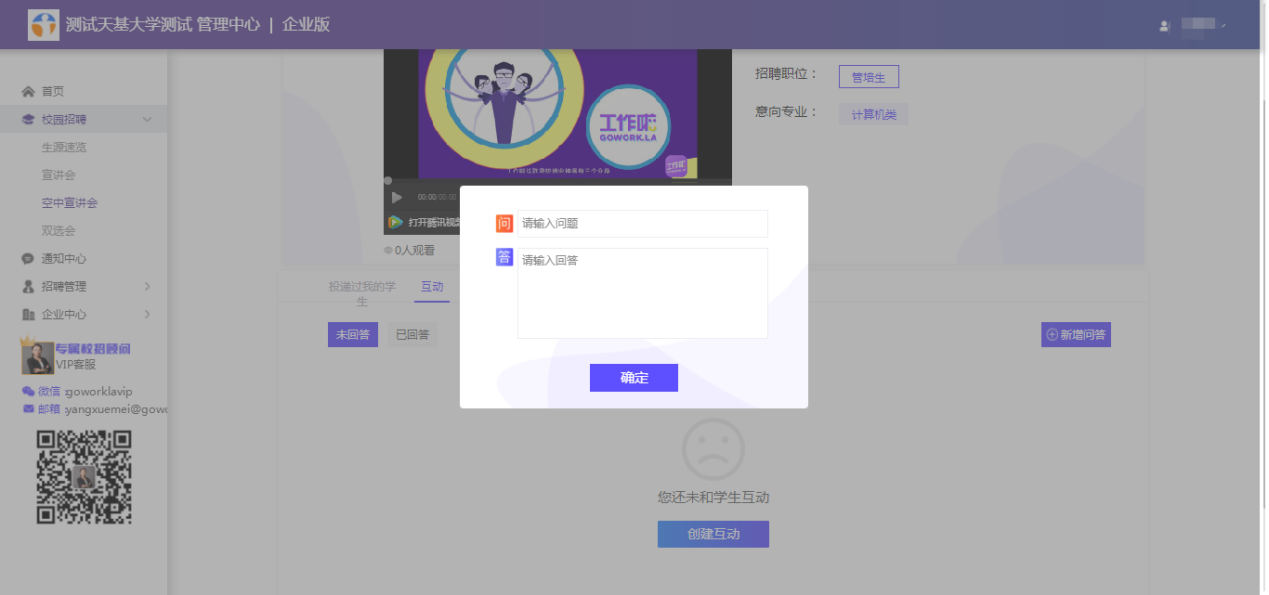 测试天基大学测试 管理中心 | 企业版
首页
校园招聘
生源速览
宣讲会
空中宣讲会
双选会
通知中心
招聘管理
企业中心
专属校招顾问
VIP客服
微信 :goworklavip
邮箱 :yangxuemei@gowo
工作啦
GOWORK.LA
00:00/00:00
打开腾讯视频
0人观看
招聘职位：
管培生
意向专业：
计算机类
投递过我的学
生
互动
未回答
已回答
新增问答
问
请输入问题
答
请输入回答
确定
您还未和学生互动
创建互动